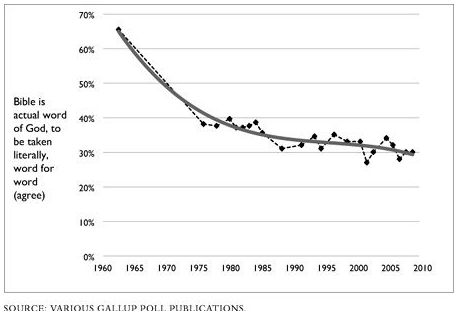 70%
60%
50%
40%
30%
20%
10%
0%
Bible is
actual word
of God, to
be taken
literally,
word for
word
(agree)
1960 1965 1970 1975 1980 1985 1990 1995 2000 2005 2010
SOURCE: VARIOUS GALLUP POLL PUBLICATIONS.